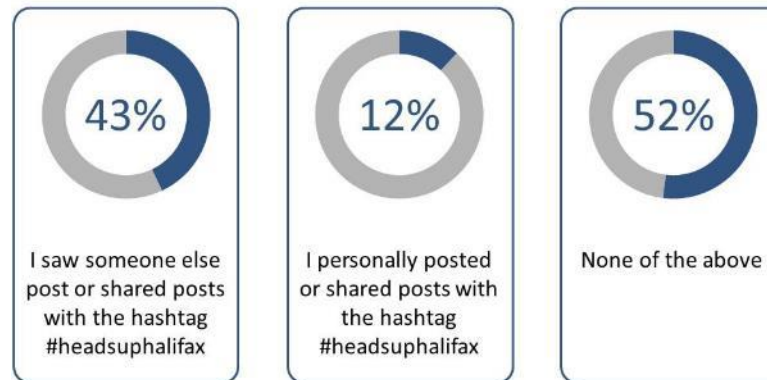 43%
I saw someone else
post or shared posts
with the hashtag
#headsuphalifax
12%
I personally posted
or shared posts with
the hashtag
#headsuphalifax
52%
None of the above